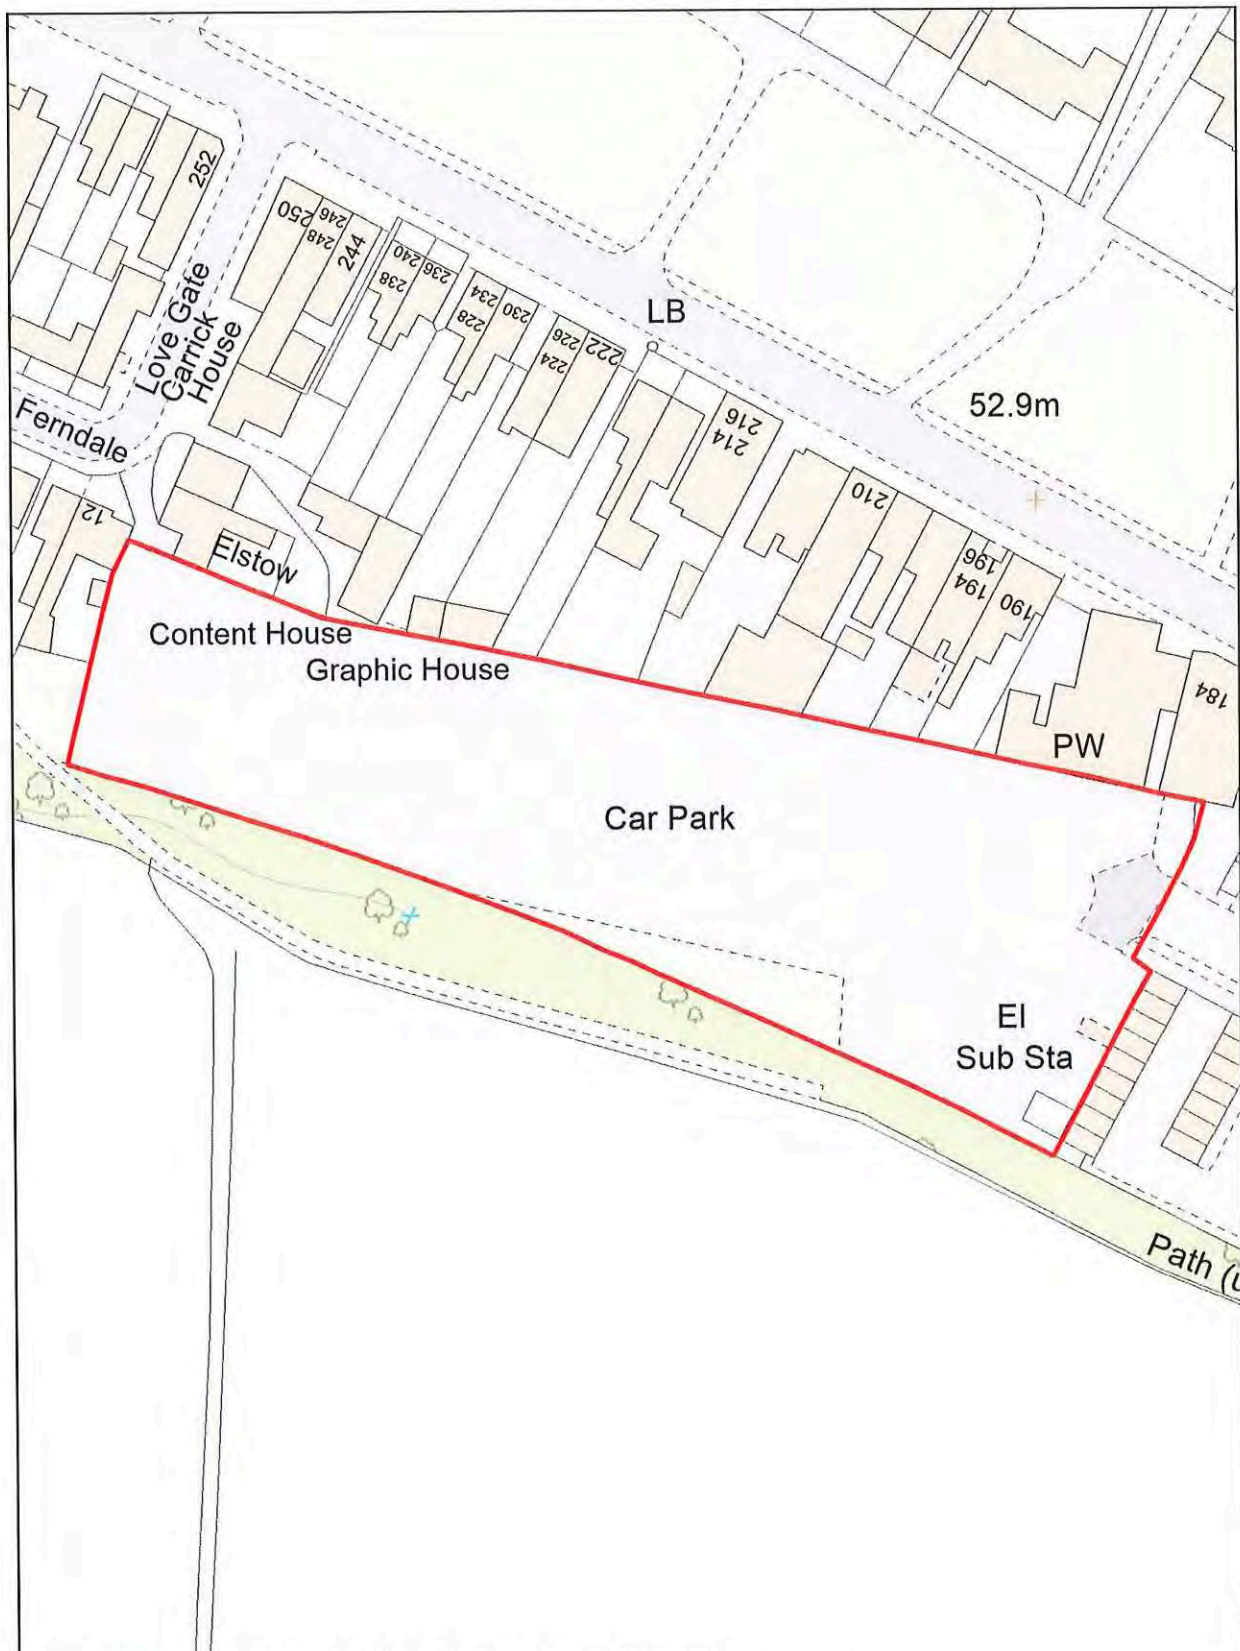 252
250
246
248
244
240
238
236
234
228
230
226
224
222
LB
216
214
52.9m
Love Gate
Carrick
House
Ferndale
12
210
196
194
190
Elstow
Content House
Graphic House
184
PW
Car Park
El
Sub Sta
Path (u